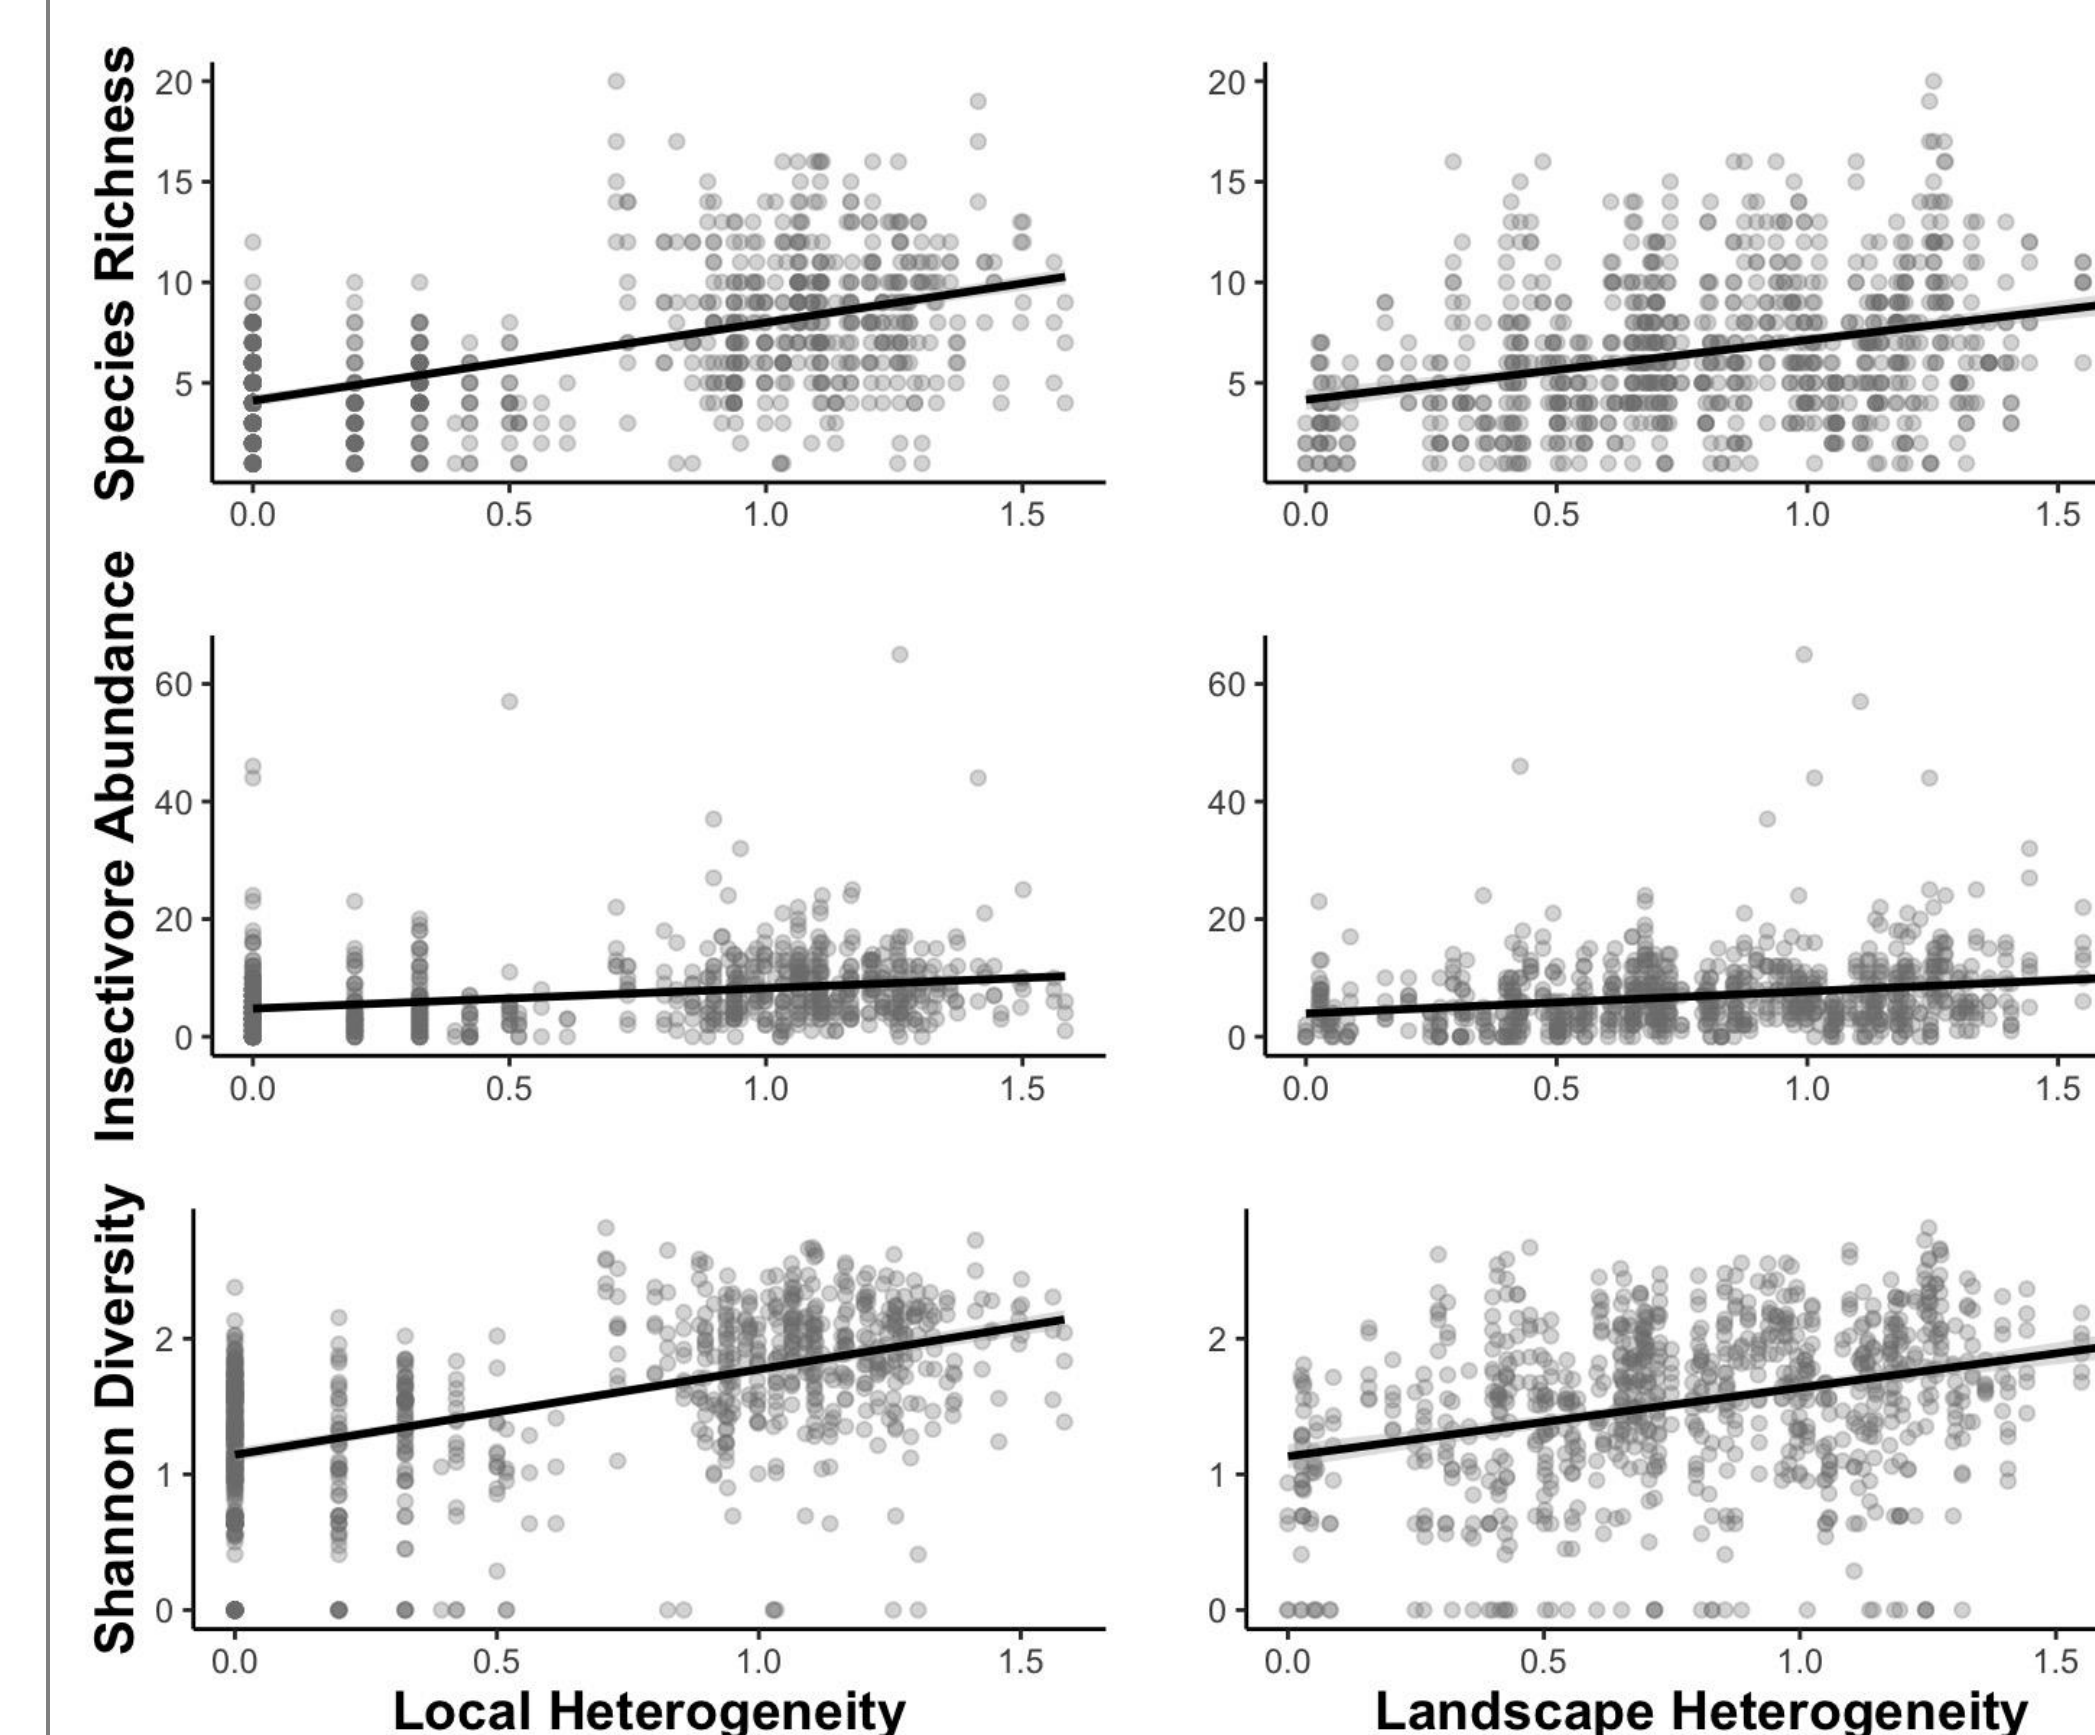 Species Richness
20
15
10
5
0.0 0.5 1.0 1.5
20
15
10
5
0.0 0.5 1.0 1.5
Insectivore Abundance
60
40
20
0
0.0 0.5 1.0 1.5
60
40
20
0
0.0 0.5 1.0 1.5
Shannon Diversity
2
1
0
0.0 0.5 1.0 1.5
Local Heterogeneity
2
1
0
0.0 0.5 1.0 1.5
Landscape Heterogeneity